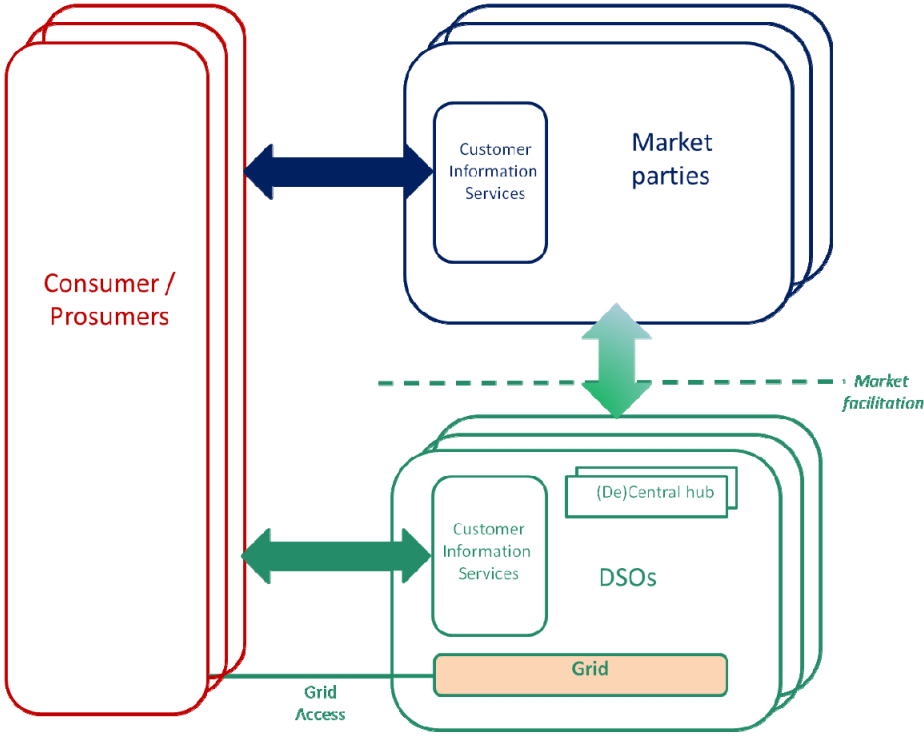 Customer
Information
Services
Market
parties
Consumer /
Prosumers
Market
facilitation
(De)Central hub
Customer
Information
Services
DSOs
Grid
Grid
Access